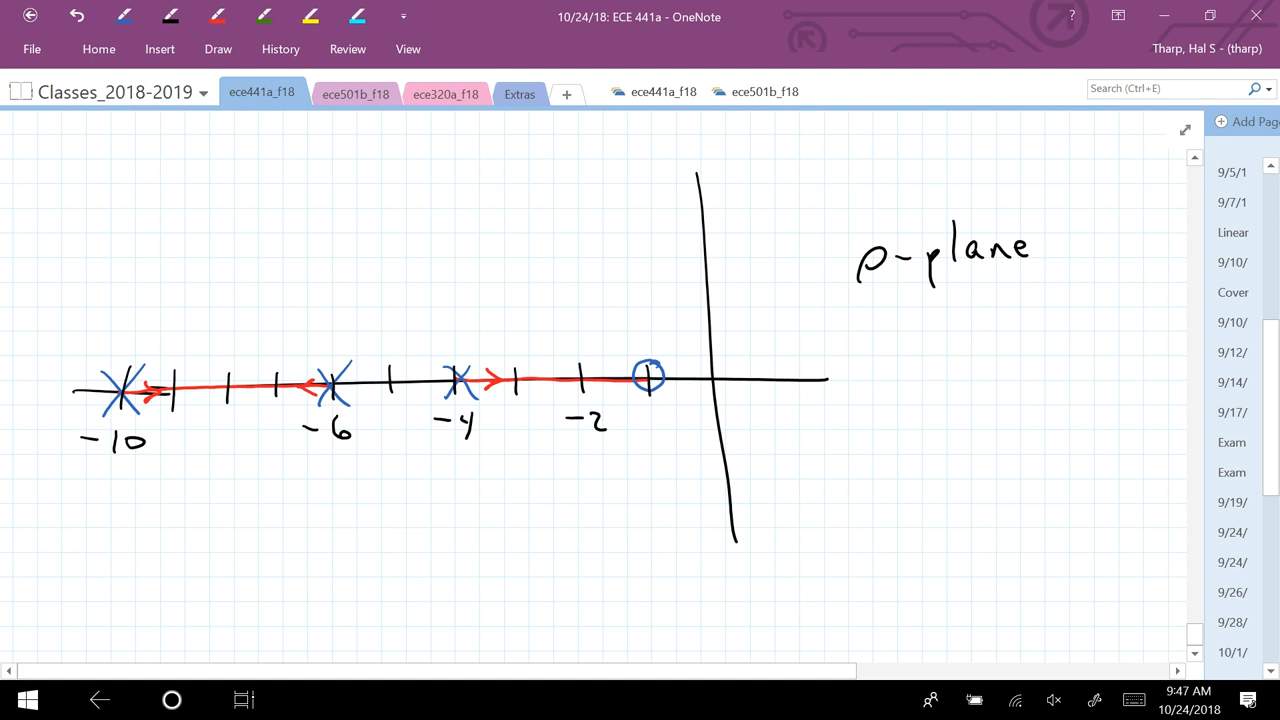 10/24/18: ECE 441a - OneNote
?
File Home Insert Draw History Review View
Tharp, Hal S - (tharp)
Classes_2018-2019
ece441a_f18 ece501b_f18 ece320a_f18 Extras +
ece441a_f18 ece501b_f18
Search (Ctrl+E)
Add Page
9/5/1
9/7/1
Linear
9/10/
Cover
9/10/
9/12/
9/14/
9/17/
Exam
Exam
9/19/
9/24/
9/24/
9/26/
9/28/
10/1/
ρ-plane
-10 -6 -4 -2
9:47 AM
10/24/2018